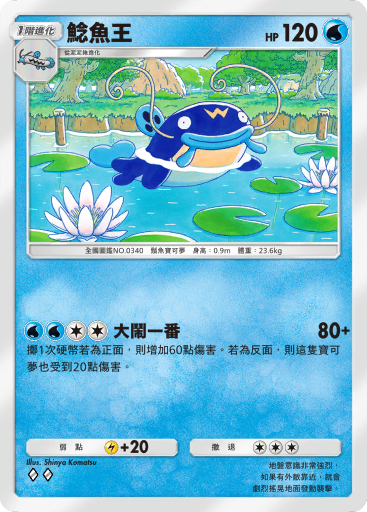 1階進化
鯰魚王
HP 120
從泥泥鰍進化
全國圖鑑NO.0340 鬍魚寶可夢 身高：0.9m 體重：23.6kg
大鬧一番 80+
擲1次硬幣若為正面，則增加60點傷害。若為反面，則這隻寶可
夢也受到20點傷害。
弱點 +20
撤退
Illus. Shinya Komatsu
地盤意識非常強烈，
如果有外敵靠近，就會
劇烈搖晃地面發動襲擊。